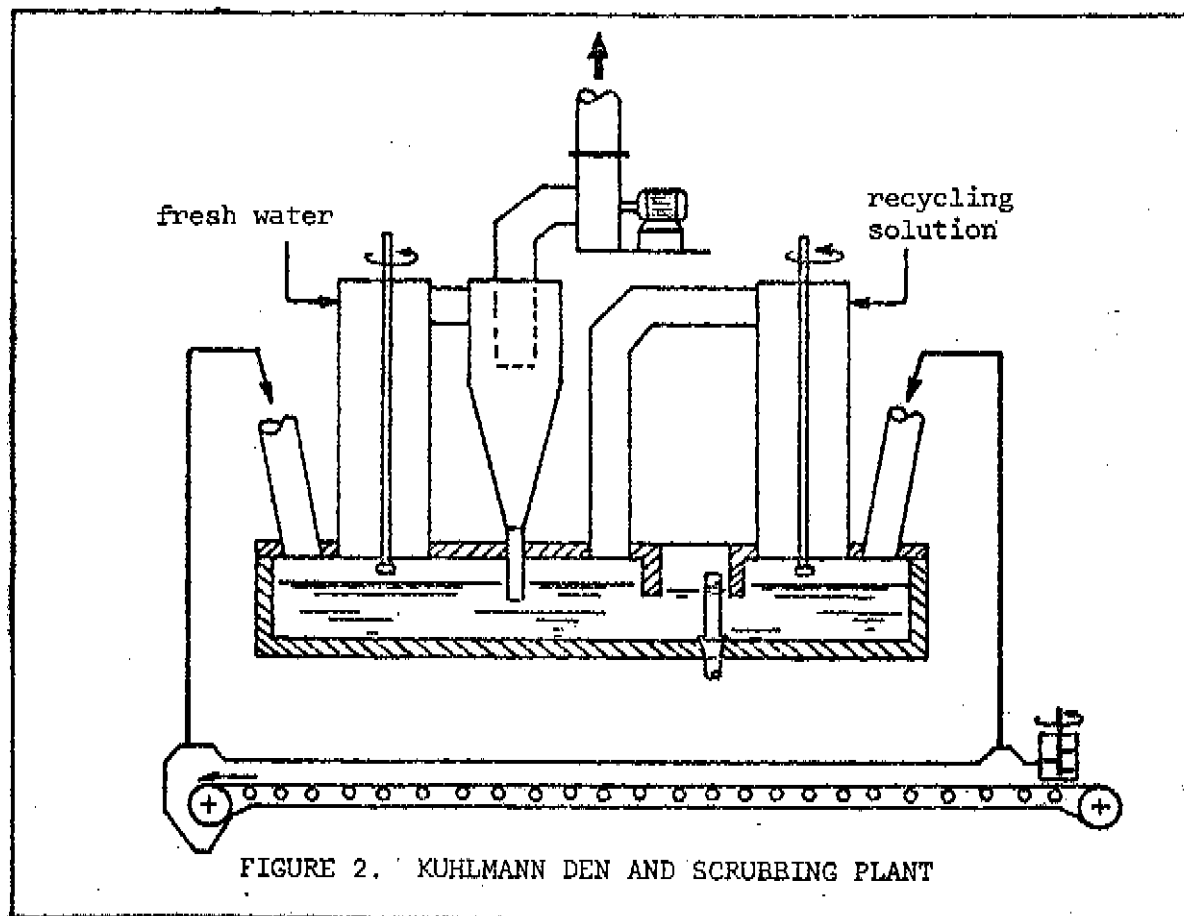 fresh water
recycling
solution
FIGURE 2. KUHLMANN DEN AND SCRUBBING PLANT